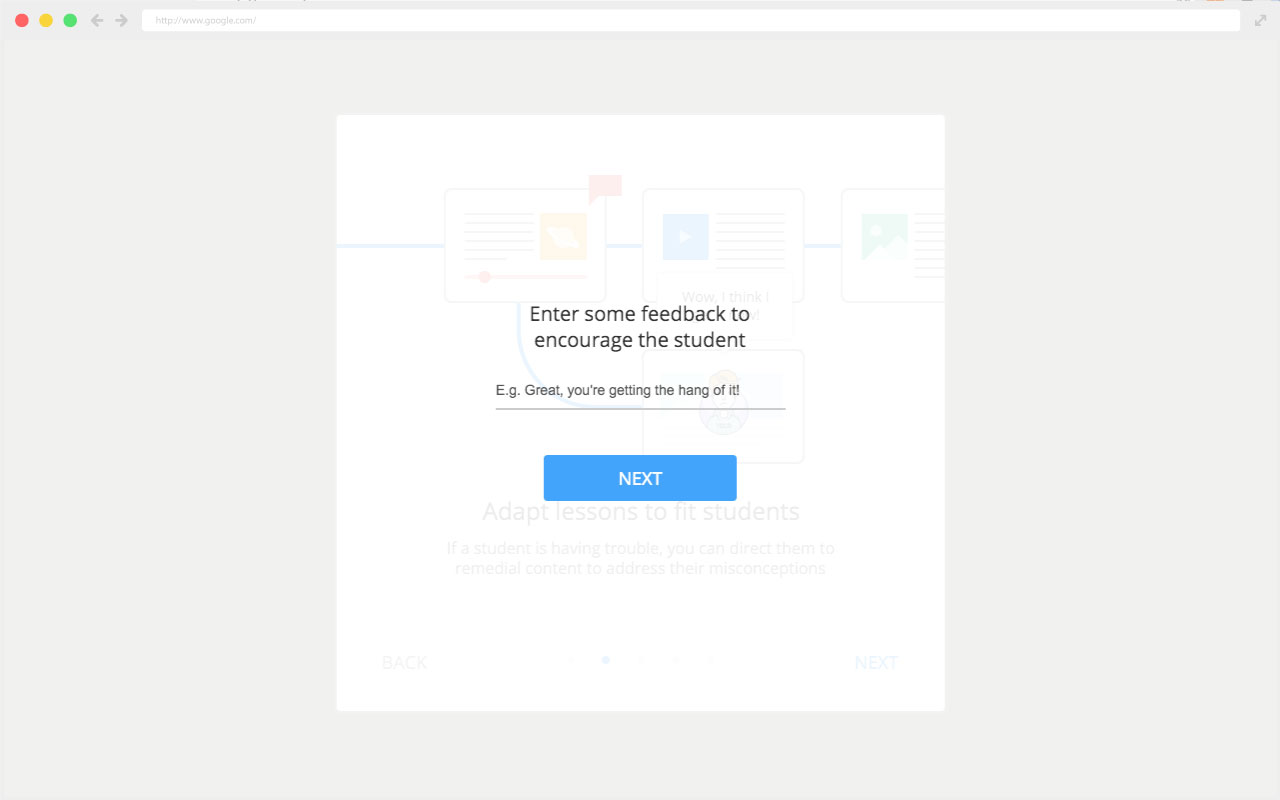 http://www.google.com/
Wow, I think I
Enter some feedback to
encourage the student
E.g. Great, you're getting the hang of it!
NEXT
Adapt lessons to fit students
If a student is having trouble, you can direct them to
remedial content to address their misconceptions
BACK
NEXT